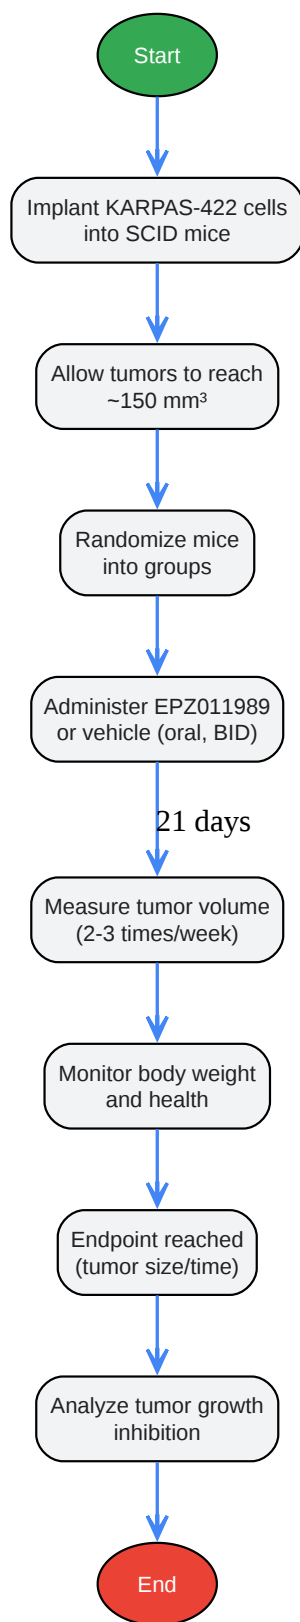 Start
Implant KARPAS-422 cells
into SCID mice
Allow tumors to reach
~150 mm³
Randomize mice
into groups
Administer EPZ011989
or vehicle (oral, BID)
21 days
Measure tumor volume
(2-3 times/week)
Monitor body weight
and health
Endpoint reached
(tumor size/time)
Analyze tumor growth
inhibition
End